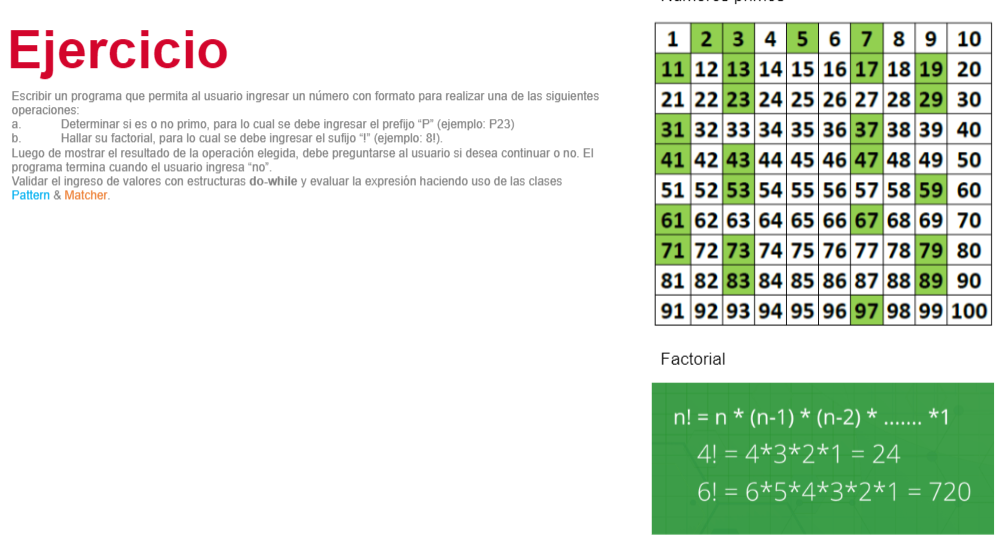 Números primos
Ejercicio
Escribir un programa que permita al usuario ingresar un número con formato para realizar una de las siguientes
operaciones:
a. Determinar si es o no primo, para lo cual se debe ingresar el prefijo “P” (ejemplo: P23)
b. Hallar su factorial, para lo cual se debe ingresar el sufijo “!” (ejemplo: 8!).
Luego de mostrar el resultado de la operación elegida, debe preguntarse al usuario si desea continuar o no. El
programa termina cuando el usuario ingresa “no”.
Validar el ingreso de valores con estructuras do-while y evaluar la expresión haciendo uso de las clases
Pattern & Matcher.
1 2 3 4 5 6 7 8 9 10
11 12 13 14 15 16 17 18 19 20
21 22 23 24 25 26 27 28 29 30
31 32 33 34 35 36 37 38 39 40
41 42 43 44 45 46 47 48 49 50
51 52 53 54 55 56 57 58 59 60
61 62 63 64 65 66 67 68 69 70
71 72 73 74 75 76 77 78 79 80
81 82 83 84 85 86 87 88 89 90
91 92 93 94 95 96 97 98 99 100
Factorial
n! = n * (n-1) * (n-2) * ....... *1
4! = 4*3*2*1 = 24
6! = 6*5*4*3*2*1 = 720